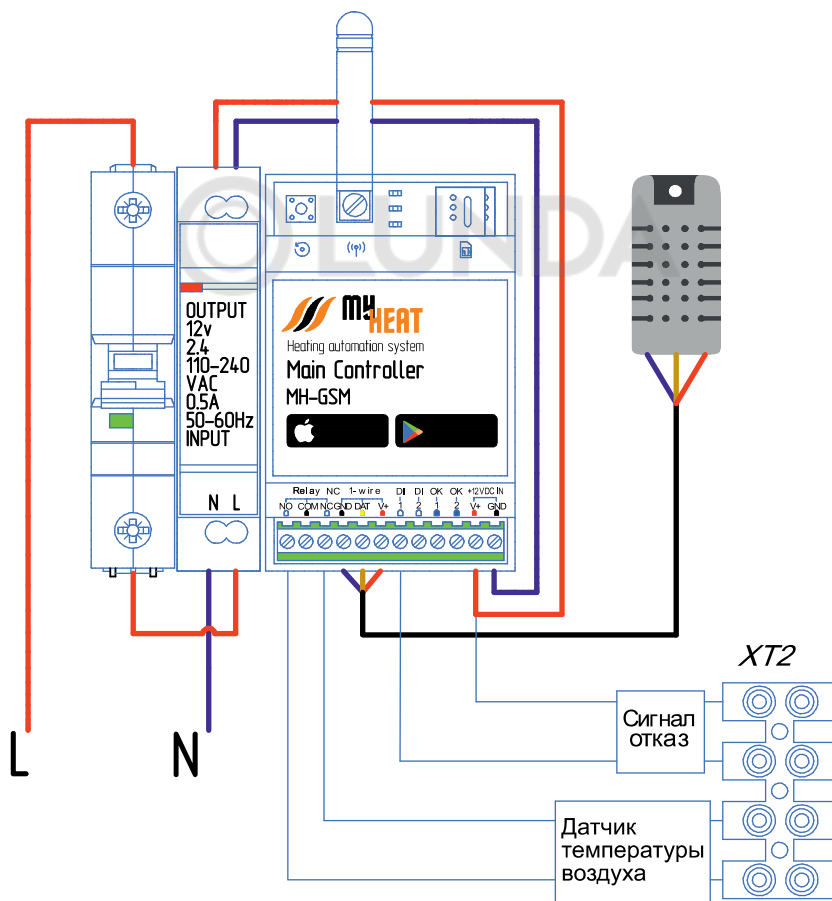 © LUNDA
OUTPUT
12v
2.4
110-240
VAC
0.5A
50-60Hz
INPUT
N L
my HEAT
Heating automation system
Main Controller
MH-GSM
Relay NC 1-wire DI DI OK OK +12VDC IN
NO COM NC GND DAT V+ 1 2 1 2 V+ GND
L
N
XT2
Сигнал
отказ
Датчик
температуры
воздуха